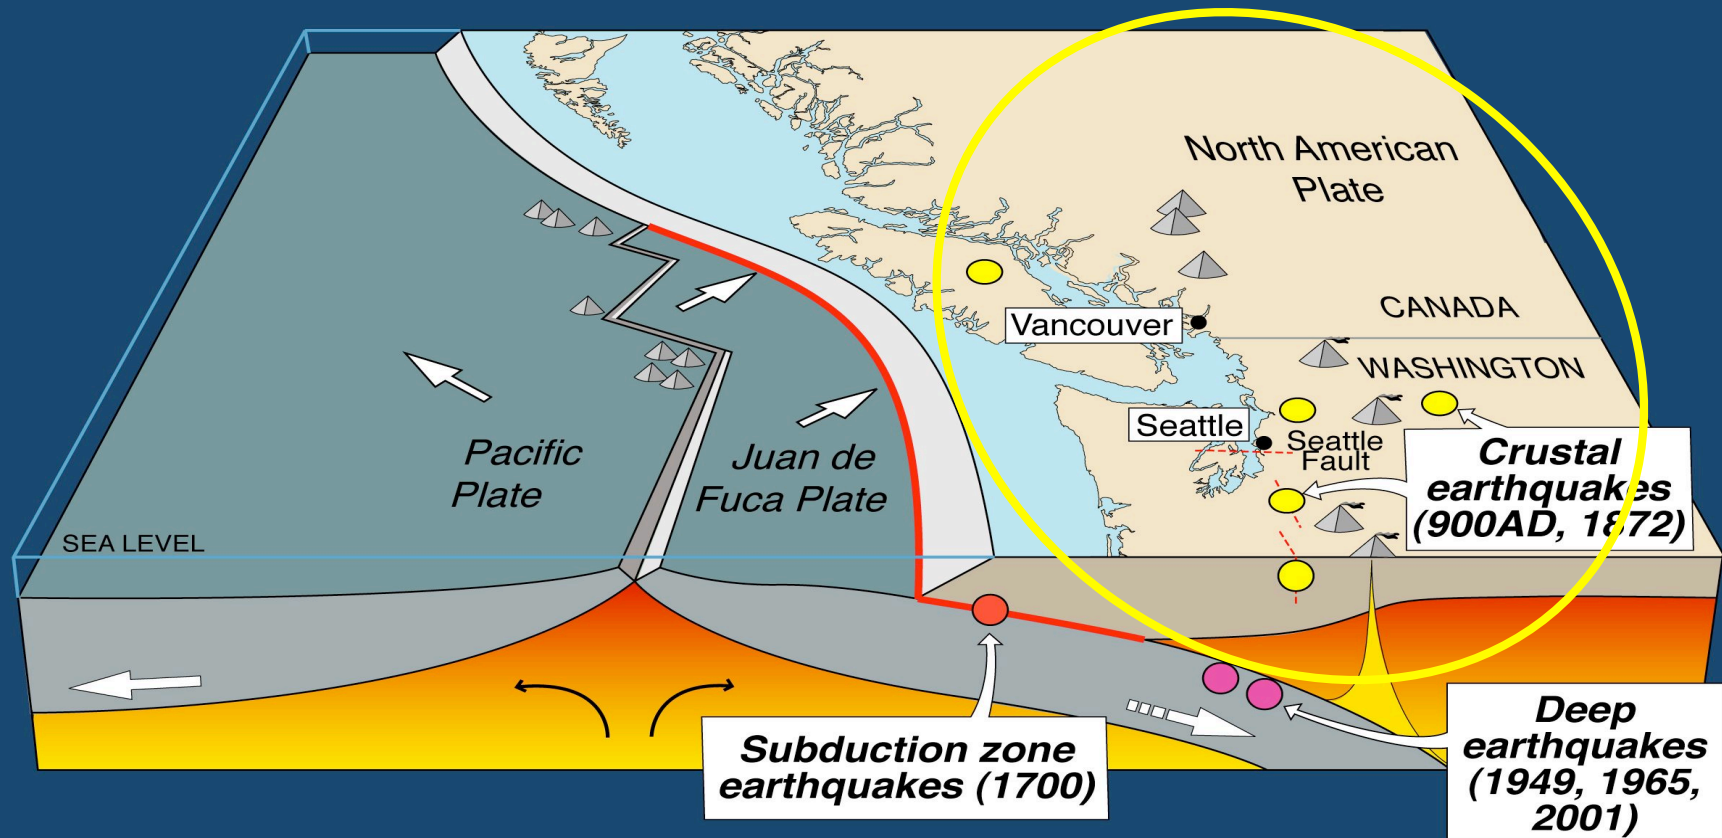 North American
Plate
CANADA
Vancouver
WASHINGTON
Seattle
Seattle
Fault
Crustal
earthquakes
(900AD, 1872)
Pacific
Plate
Juan de
Fuca Plate
SEA LEVEL
Subduction zone
earthquakes (1700)
Deep
earthquakes
(1949, 1965,
2001)